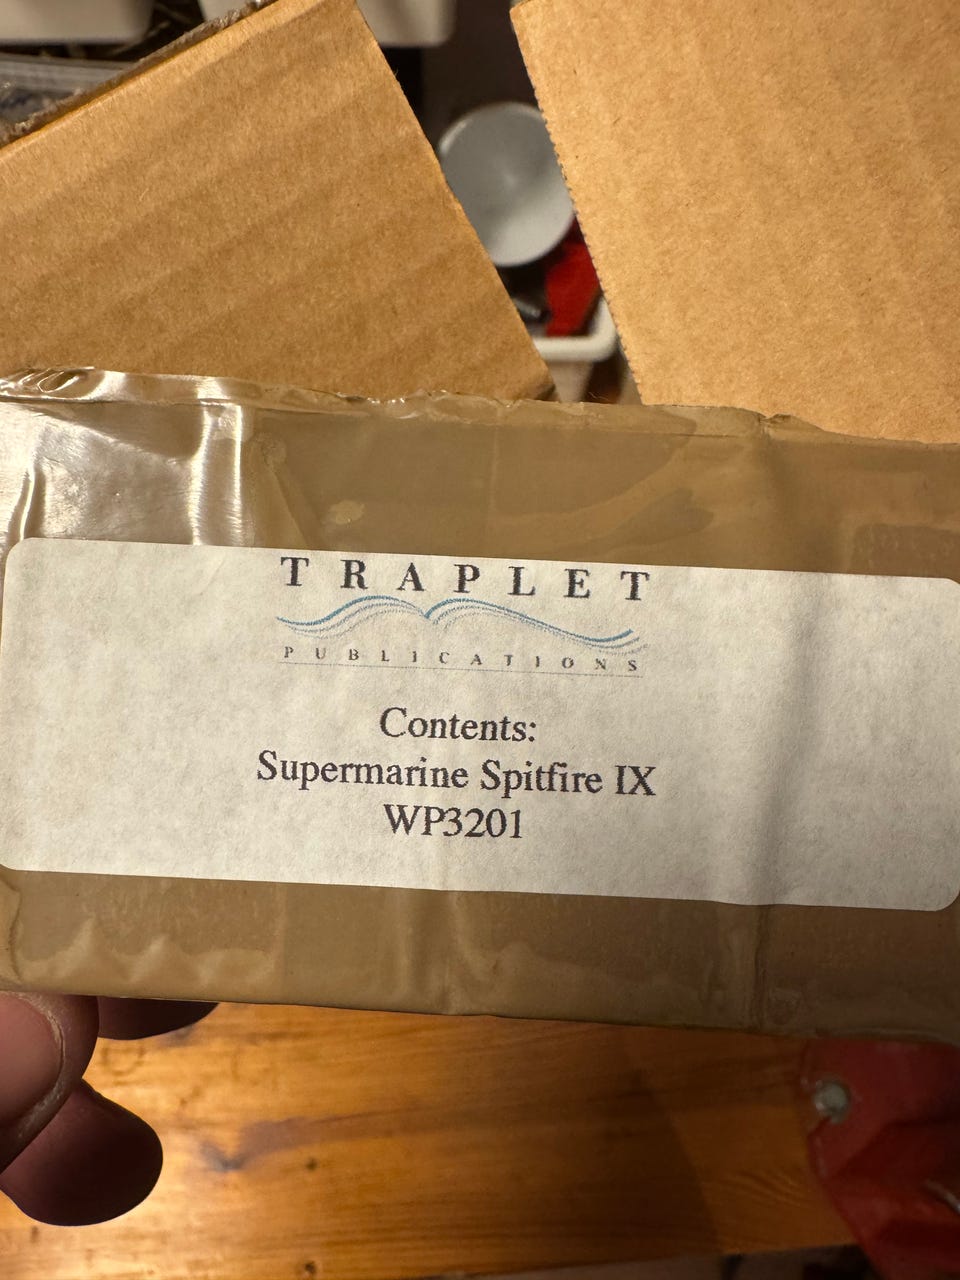 TRAPLET
PUBLICATIONS
Contents:
Supermarine Spitfire IX
WP3201